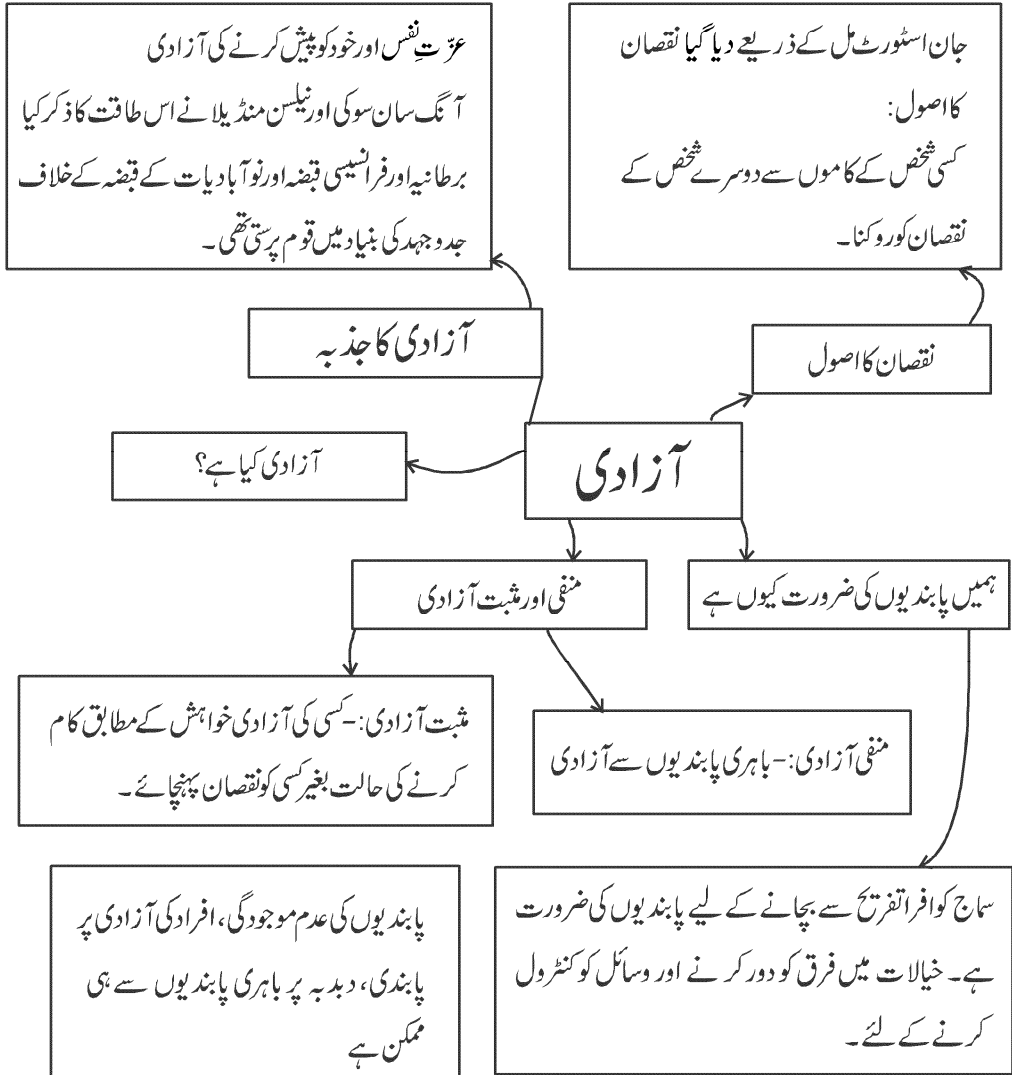 جان اسٹورٹ مل کے ذریعے دیا گیا نقصان
کا اصول:
کسی شخص کے کاموں سے دوسرے شخص کے
نقصان کو روکنا۔
عزّتِ نفس اور خود کو پیش کرنے کی آزادی
آنگ سان سوکی اور نیلسن منڈیلا نے اس طاقت کا ذکر کیا
برطانیہ اور فرانسیسی قبضہ اور نوآبادیات کے قبضہ کے خلاف
جدوجہد کی بنیاد میں قوم پرستی تھی۔
نقصان کا اصول
آزادی کا جذبہ
آزادی
آزادی کیا ہے؟
ہمیں پابندیوں کی ضرورت کیوں ہے
منفی اور مثبت آزادی
مثبت آزادی:- کسی کی آزادی خواہش کے مطابق کام
کرنے کی حالت بغیر کسی کو نقصان پہنچائے۔
منفی آزادی:- باہری پابندیوں سے آزادی
سماج کو افراتفریح سے بچانے کے لیے پابندیوں کی ضرورت
ہے۔ خیالات میں فرق کو دور کرنے اور وسائل کو کنٹرول
کرنے کے لئے۔
پابندیوں کی عدم موجودگی، افراد کی آزادی پر
پابندی، دبدبہ پر باہری پابندیوں سے ہی
ممکن ہے